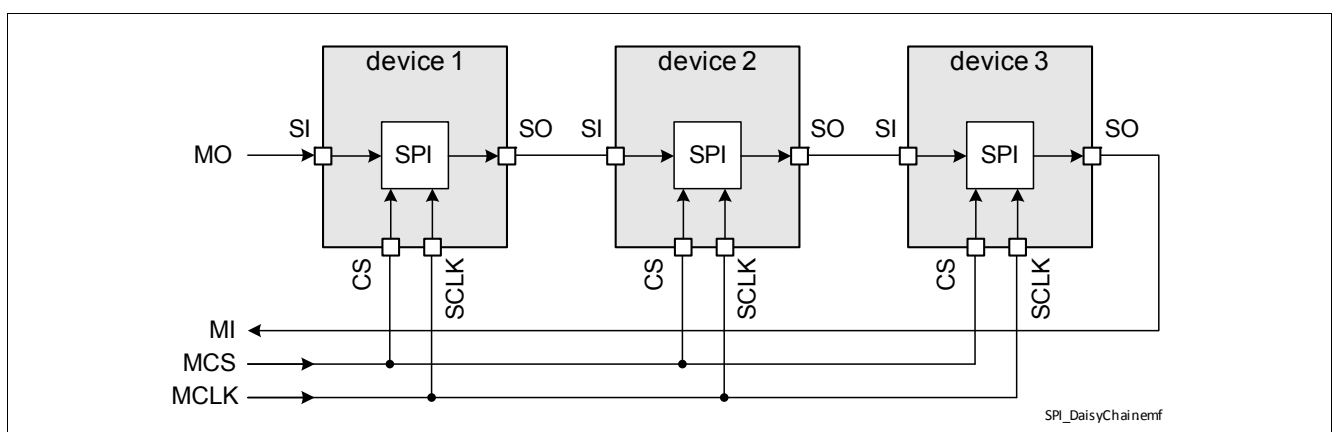 device 1 device 2 device 3
SI SO SI SO SI SO
MO SPI SPI SPI
CS SCLK CS SCLK CS SCLK
MI
MCS
MCLK
SPI_DaisyChainemf